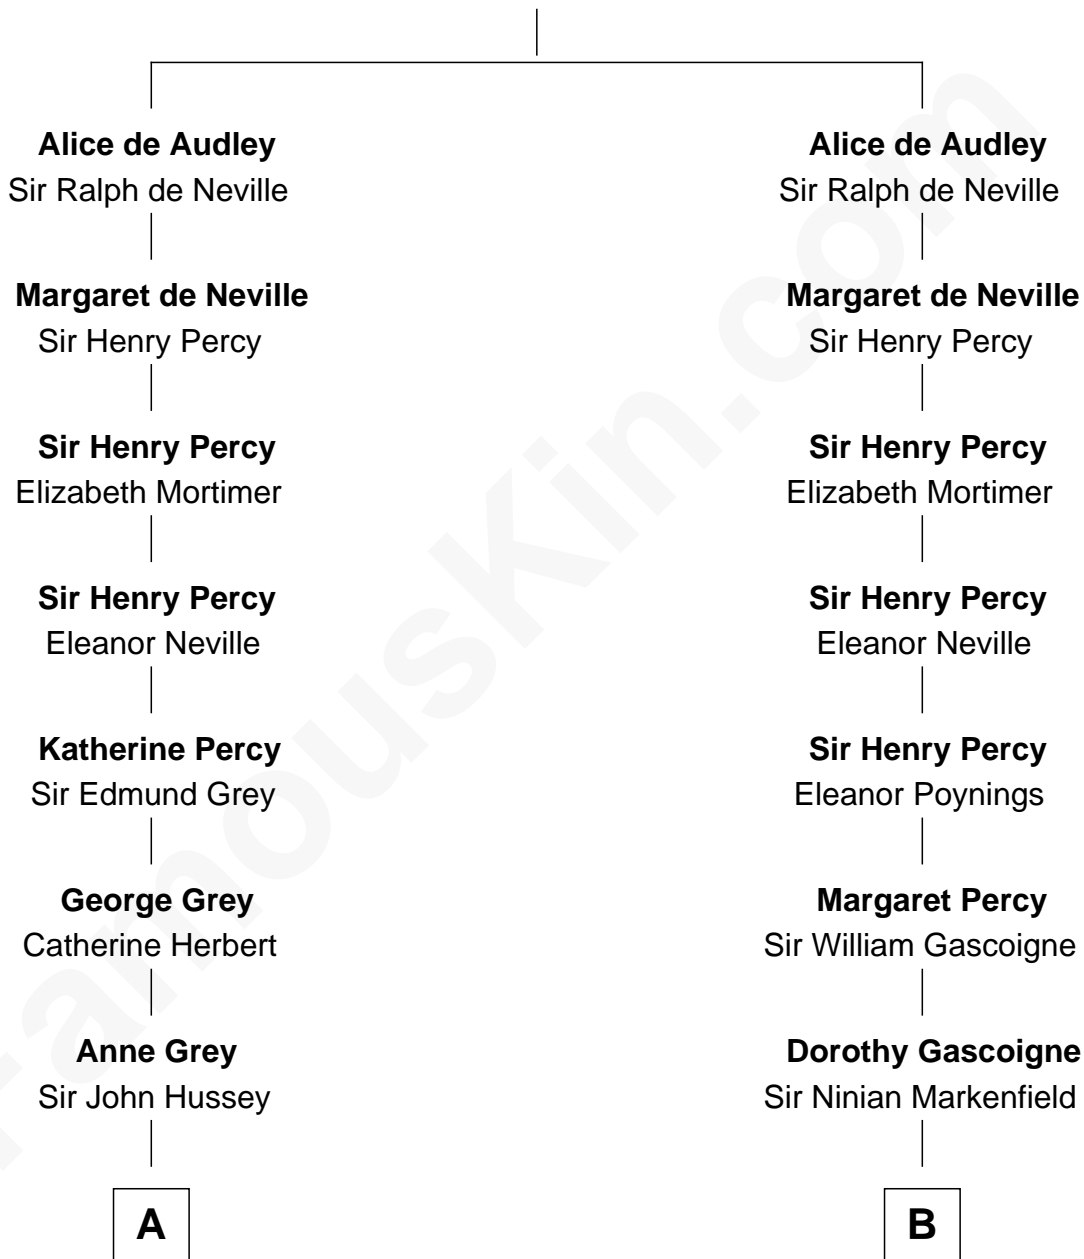 Alice de Audley
Sir Ralph de Neville
Margaret de Neville
Sir Henry Percy
Sir Henry Percy
Elizabeth Mortimer
Sir Henry Percy
Eleanor Neville
Katherine Percy
Sir Edmund Grey
George Grey
Catherine Herbert
Anne Grey
Sir John Hussey
A
Alice de Audley
Sir Ralph de Neville
Margaret de Neville
Sir Henry Percy
Sir Henry Percy
Elizabeth Mortimer
Sir Henry Percy
Eleanor Neville
Sir Henry Percy
Eleanor Poynings
Margaret Percy
Sir William Gascoigne
Dorothy Gascoigne
Sir Ninian Markenfield
B
FamousKin.com